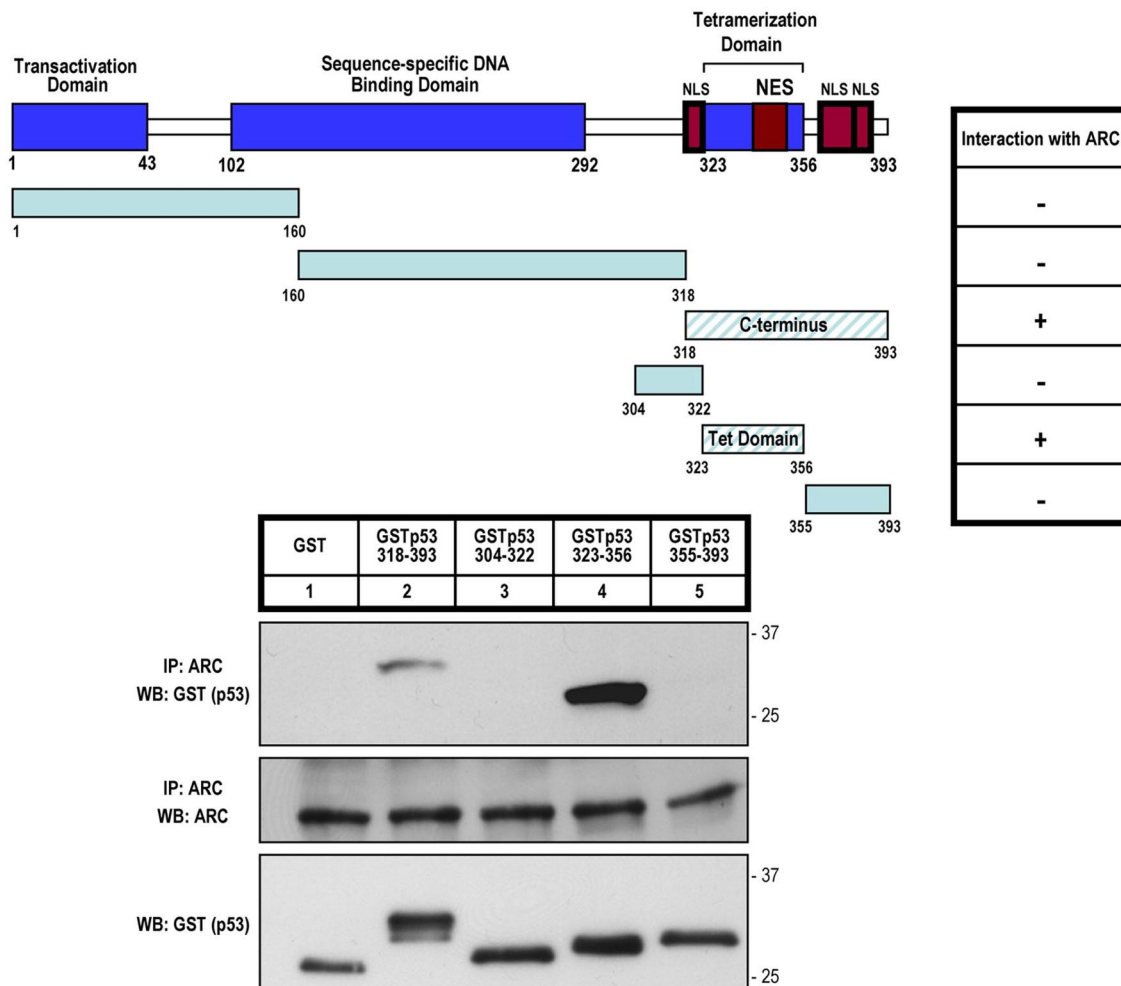 Tetramerization
Domain
Transactivation
Domain
Sequence-specific DNA
Binding Domain
NLS
NES
NLS NLS
1 43 102 292 323 356 393
Interaction with ARC
1 160
-
160 318
-
C-terminus
318 393
+
304 322
-
Tet Domain
323 356
+
355 393
-
GST
GSTp53
318-393
GSTp53
304-322
GSTp53
323-356
GSTp53
355-393
1 2 3 4 5
IP: ARC
WB: GST (p53)
- 37
- 25
IP: ARC
WB: ARC
WB: GST (p53)
- 37
- 25